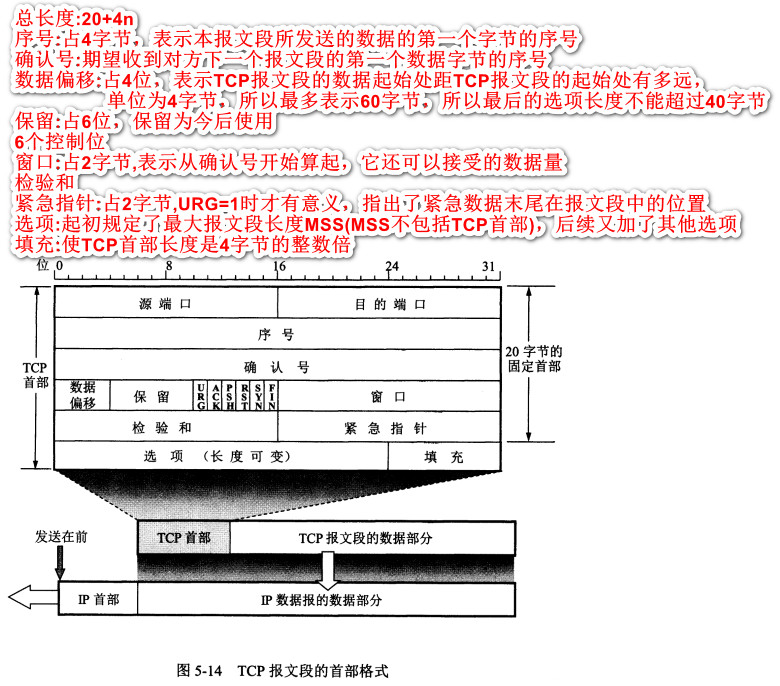 总长度:20+4n
序号:占4字节，表示本报文段所发送的数据的第一个字节的序号
确认号:期望收到对方下一个报文段的第一个数据字节的序号
数据偏移:占4位，表示TCP报文段的数据起始处距TCP报文段的起始处有多远，
单位为4字节，所以最多表示60字节，所以最后的选项长度不能超过40字节
保留:占6位，保留为今后使用
6个控制位
窗口:占2字节,表示从确认号开始算起，它还可以接受的数据量
检验和
紧急指针:占2字节,URG=1时才有意义，指出了紧急数据末尾在报文段中的位置
选项:起初规定了最大报文段长度MSS(MSS不包括TCP首部)，后续又加了其他选项
填充:使TCP首部长度是4字节的整数倍
位 0 8 16 24 31
源端口 目的端口
序号
确认号
TCP
首部
20 字节的
固定首部
数据
偏移
保留
URG ACK PSH RST SYN FIN
窗口
检验和 紧急指针
选项 （长度可变） 填充
发送在前
TCP 首部 TCP 报文段的数据部分
IP 首部 IP 数据报的数据部分
图 5-14 TCP 报文段的首部格式